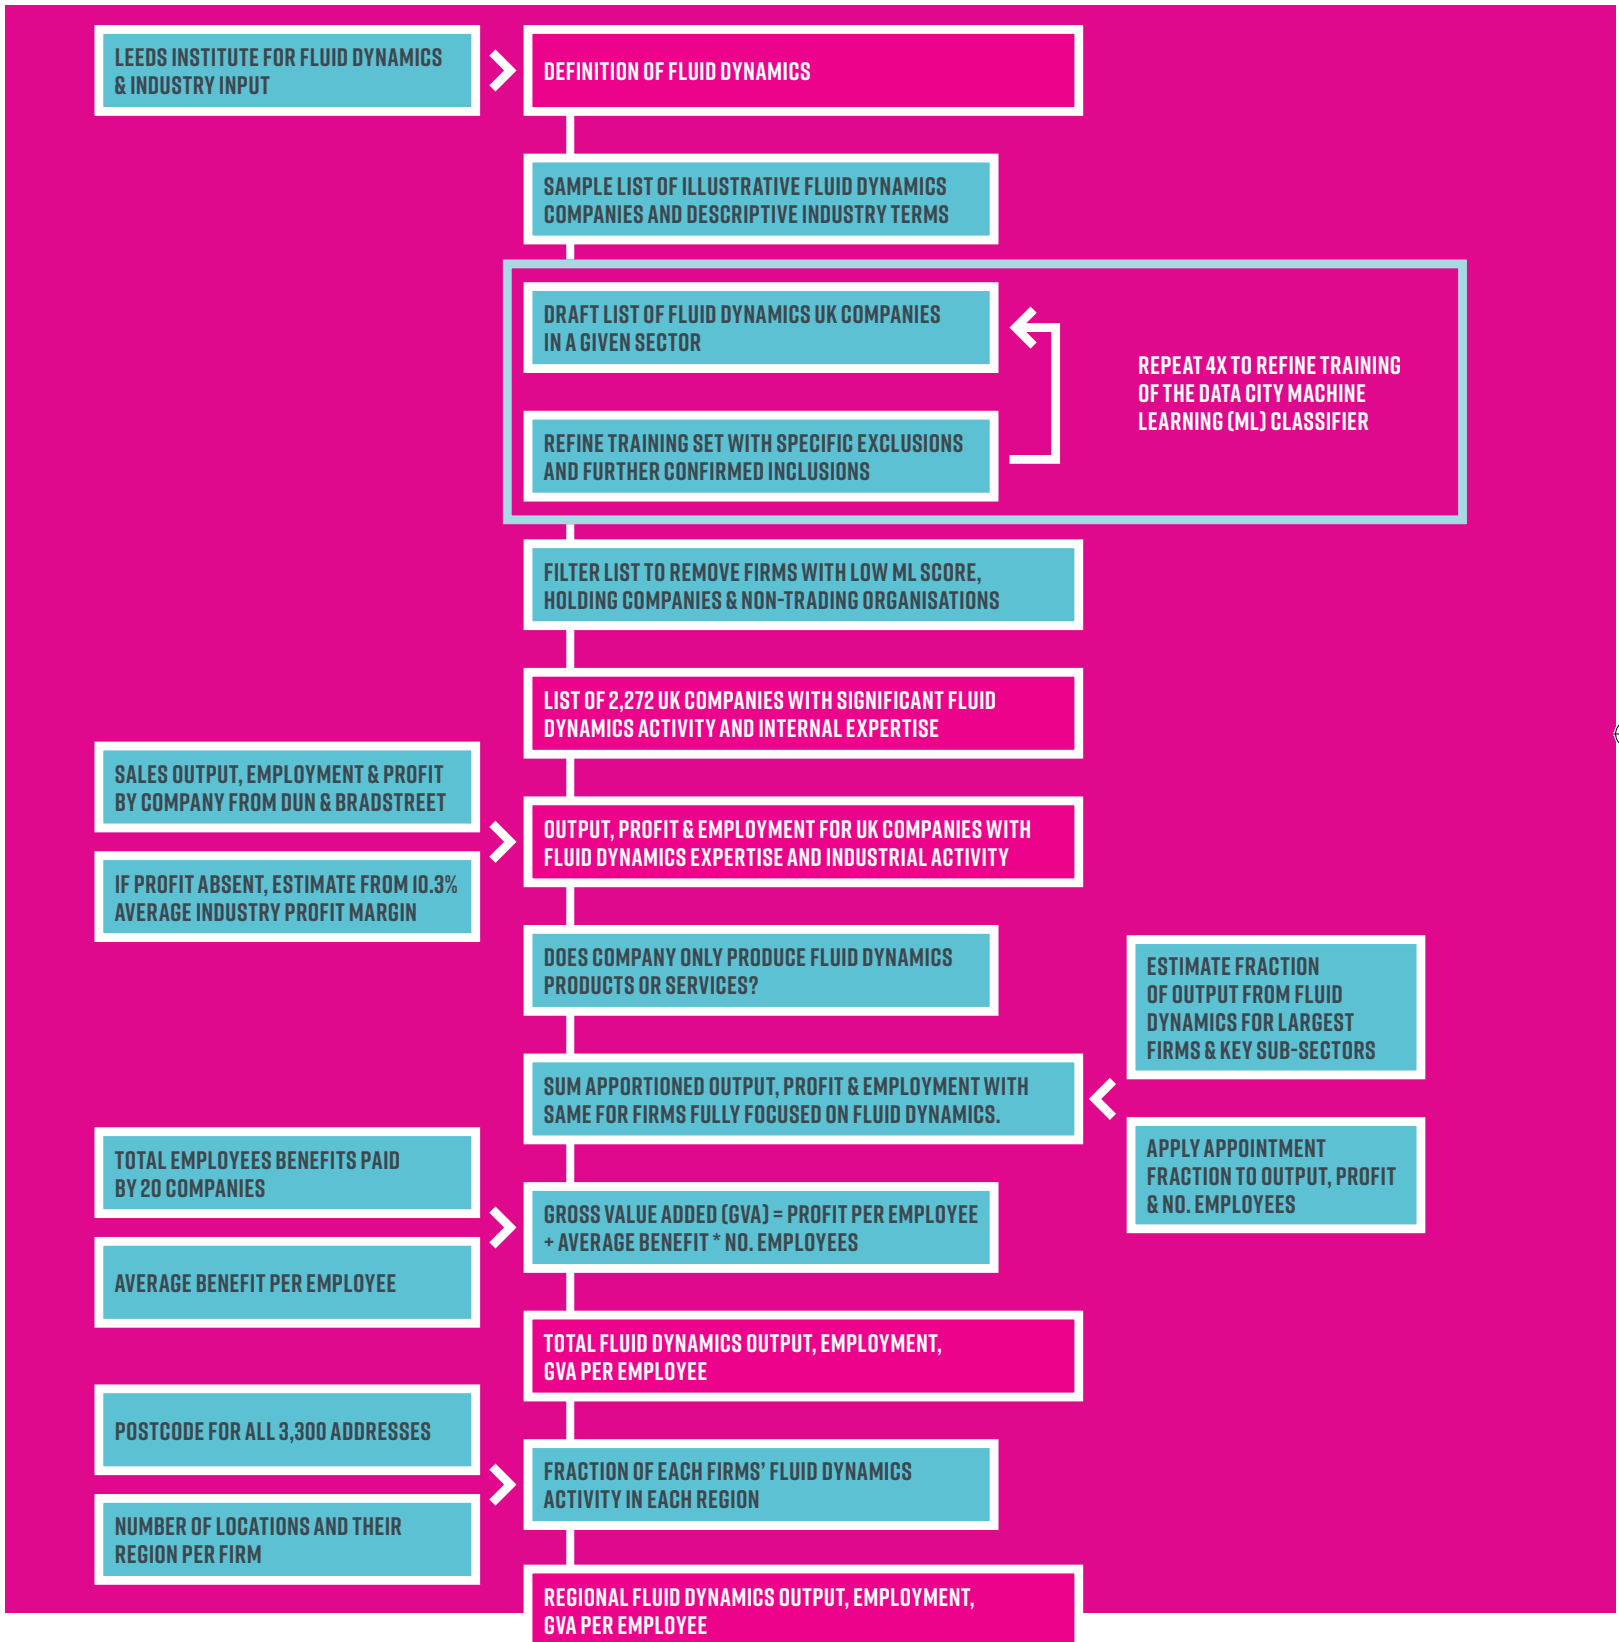 LEEDS INSTITUTE FOR FLUID DYNAMICS
& INDUSTRY INPUT
DEFINITION OF FLUID DYNAMICS
SAMPLE LIST OF ILLUSTRATIVE FLUID DYNAMICS
COMPANIES AND DESCRIPTIVE INDUSTRY TERMS
DRAFT LIST OF FLUID DYNAMICS UK COMPANIES
IN A GIVEN SECTOR
REPEAT 4X TO REFINE TRAINING
OF THE DATA CITY MACHINE
LEARNING (ML) CLASSIFIER
REFINE TRAINING SET WITH SPECIFIC EXCLUSIONS
AND FURTHER CONFIRMED INCLUSIONS
FILTER LIST TO REMOVE FIRMS WITH LOW ML SCORE,
HOLDING COMPANIES & NON-TRADING ORGANISATIONS
LIST OF 2,272 UK COMPANIES WITH SIGNIFICANT FLUID
DYNAMICS ACTIVITY AND INTERNAL EXPERTISE
SALES OUTPUT, EMPLOYMENT & PROFIT
BY COMPANY FROM DUN & BRADSTREET
IF PROFIT ABSENT, ESTIMATE FROM 10.3%
AVERAGE INDUSTRY PROFIT MARGIN
OUTPUT, PROFIT & EMPLOYMENT FOR UK COMPANIES WITH
FLUID DYNAMICS EXPERTISE AND INDUSTRIAL ACTIVITY
DOES COMPANY ONLY PRODUCE FLUID DYNAMICS
PRODUCTS OR SERVICES?
ESTIMATE FRACTION
OF OUTPUT FROM FLUID
DYNAMICS FOR LARGEST
FIRMS & KEY SUB-SECTORS
SUM APPORTIONED OUTPUT, PROFIT & EMPLOYMENT WITH
SAME FOR FIRMS FULLY FOCUSED ON FLUID DYNAMICS.
APPLY APPOINTMENT
FRACTION TO OUTPUT, PROFIT
& NO. EMPLOYEES
TOTAL EMPLOYEES BENEFITS PAID
BY 20 COMPANIES
AVERAGE BENEFIT PER EMPLOYEE
GROSS VALUE ADDED (GVA) = PROFIT PER EMPLOYEE
+ AVERAGE BENEFIT * NO. EMPLOYEES
TOTAL FLUID DYNAMICS OUTPUT, EMPLOYMENT,
GVA PER EMPLOYEE
POSTCODE FOR ALL 3,300 ADDRESSES
NUMBER OF LOCATIONS AND THEIR
REGION PER FIRM
FRACTION OF EACH FIRMS' FLUID DYNAMICS
ACTIVITY IN EACH REGION
REGIONAL FLUID DYNAMICS OUTPUT, EMPLOYMENT,
GVA PER EMPLOYEE